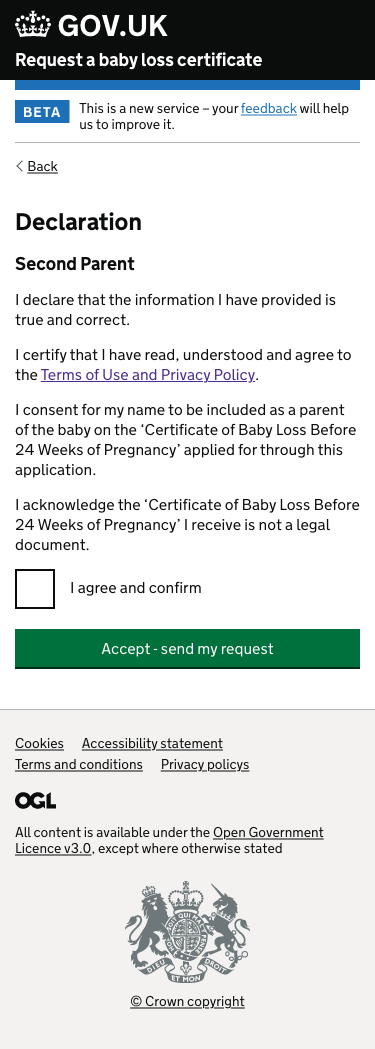 GOV.UK
Request a baby loss certificate
BETA
This is a new service – your feedback will help
us to improve it.
Back
Declaration
Second Parent
I declare that the information I have provided is
true and correct.
I certify that I have read, understood and agree to
the Terms of Use and Privacy Policy.
I consent for my name to be included as a parent
of the baby on the ‘Certificate of Baby Loss Before
24 Weeks of Pregnancy’ applied for through this
application.
I acknowledge the ‘Certificate of Baby Loss Before
24 Weeks of Pregnancy’ I receive is not a legal
document.
I agree and confirm
Accept - send my request
Cookies Accessibility statement
Terms and conditions Privacy policys
OGL
All content is available under the Open Government
Licence v3.0, except where otherwise stated
DIEU ET MON DROIT
© Crown copyright